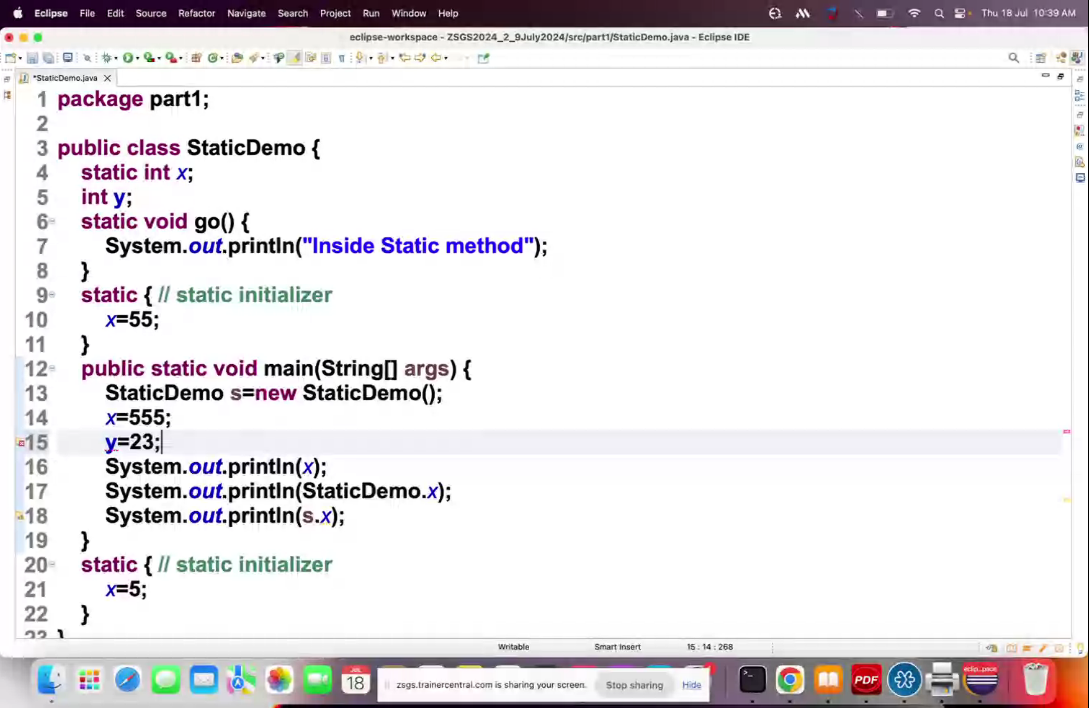 Eclipse File Edit Source Refactor Navigate Search Project Run Window Help Thu 18 Jul 10:39 AM
eclipse-workspace - ZSGS2024_2_9July2024/src/part1/StaticDemo.java - Eclipse IDE
*StaticDemo.java
1 package part1;
2
3 public class StaticDemo {
4 static int x;
5 int y;
6 static void go() {
7 System.out.println("Inside Static method");
8 }
9 static { // static initializer
10 x=55;
11 }
12 public static void main(String[] args) {
13 StaticDemo s=new StaticDemo();
14 x=555;
15 y=23;
16 System.out.println(x);
17 System.out.println(StaticDemo.x);
18 System.out.println(s.x);
19 }
20 static { // static initializer
21 x=5;
22 }
23 }
Writable Smart Insert 15 : 14 : 268
JUL
18
zsgs.trainercentral.com is sharing your screen. Stop sharing Hide
PDF